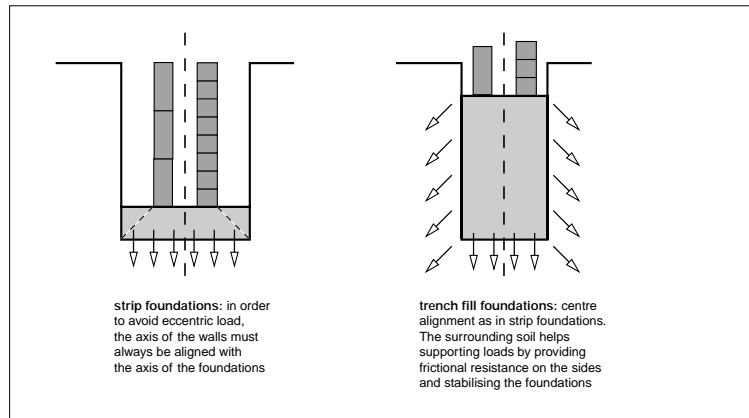 strip foundations: in order
to avoid eccentric load,
the axis of the walls must
always be aligned with
the axis of the foundations
trench fill foundations: centre
alignment as in strip foundations.
The surrounding soil helps
supporting loads by providing
frictional resistance on the sides
and stabilising the foundations